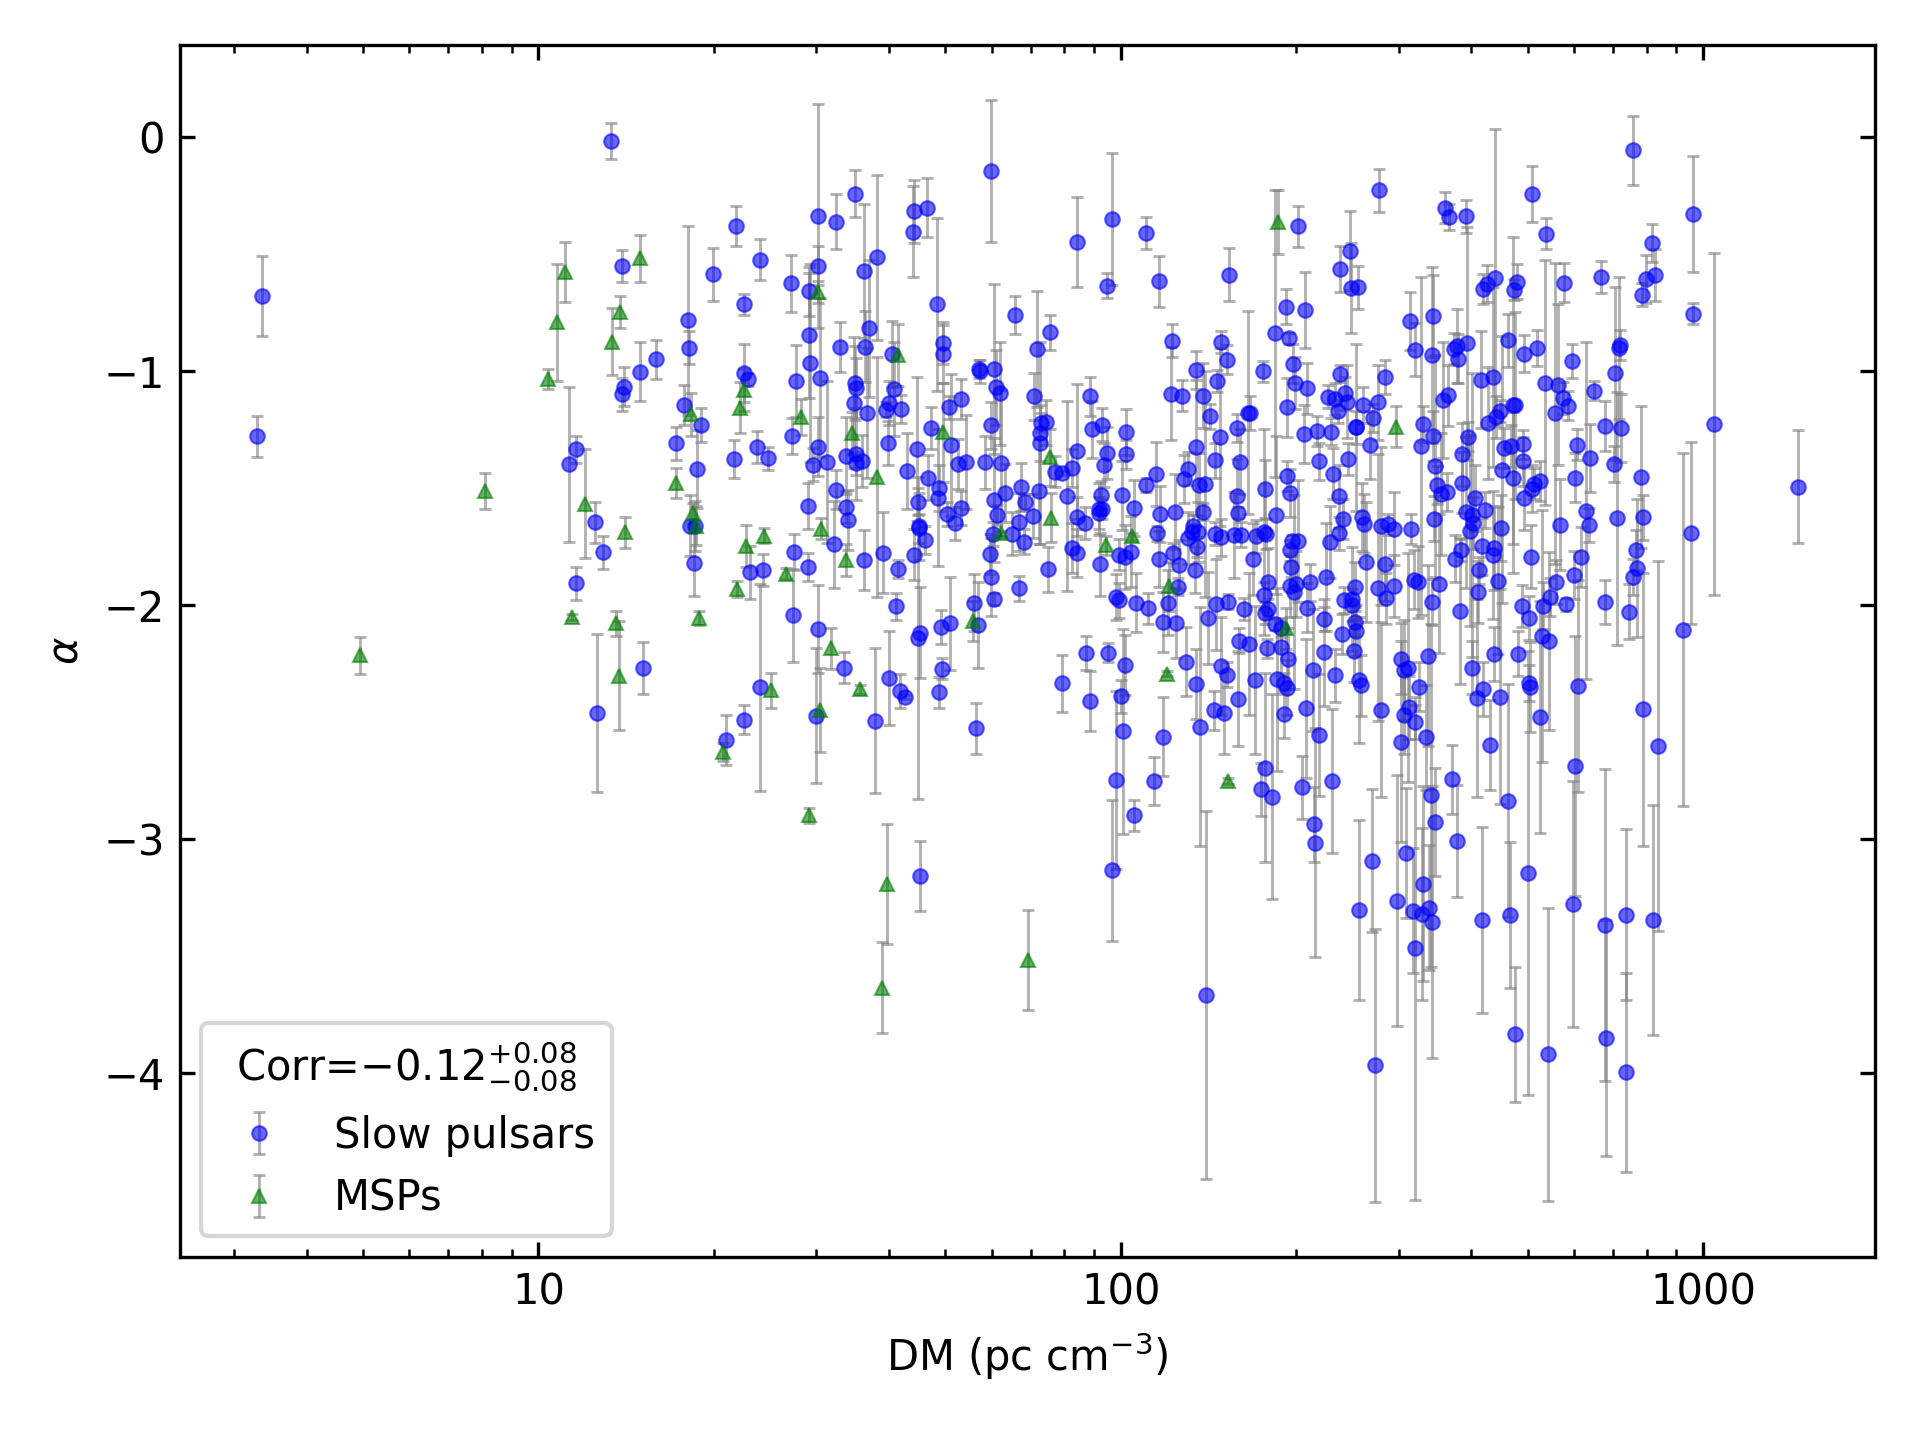 0
−1
−2
−3
−4
α
Corr=−0.12 +0.08 −0.08
Slow pulsars
MSPs
10 100 1000
DM (pc cm⁻³)